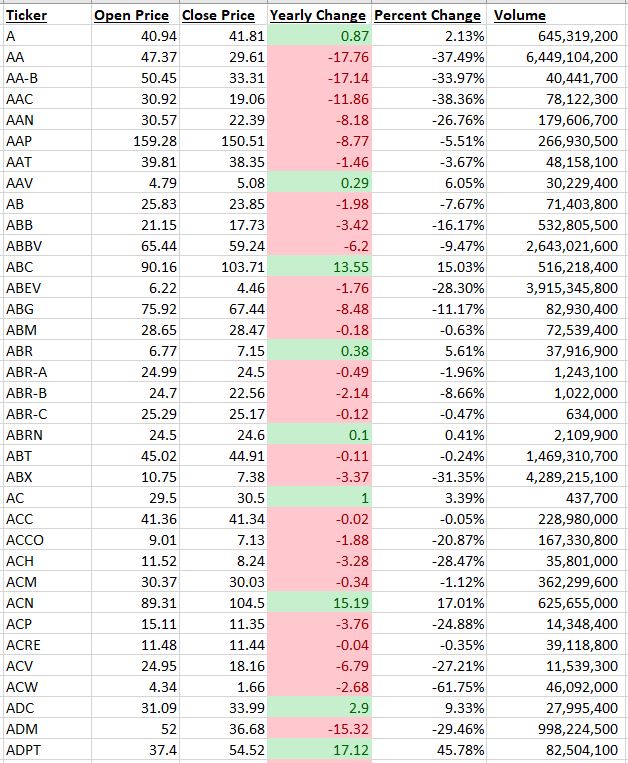 Ticker Open Price Close Price Yearly Change Percent Change Volume
A 40.94 41.81 0.87 2.13% 645,319,200
AA 47.37 29.61 -17.76 -37.49% 6,449,104,200
AA-B 50.45 33.31 -17.14 -33.97% 40,441,700
AAC 30.92 19.06 -11.86 -38.36% 78,122,300
AAN 30.57 22.39 -8.18 -26.76% 179,606,700
AAP 159.28 150.51 -8.77 -5.51% 266,930,500
AAT 39.81 38.35 -1.46 -3.67% 48,158,100
AAV 4.79 5.08 0.29 6.05% 30,229,400
AB 25.83 23.85 -1.98 -7.67% 71,403,800
ABB 21.15 17.73 -3.42 -16.17% 532,805,500
ABBV 65.44 59.24 -6.2 -9.47% 2,643,021,600
ABC 90.16 103.71 13.55 15.03% 516,218,400
ABEV 6.22 4.46 -1.76 -28.30% 3,915,345,800
ABG 75.92 67.44 -8.48 -11.17% 82,930,400
ABM 28.65 28.47 -0.18 -0.63% 72,539,400
ABR 6.77 7.15 0.38 5.61% 37,916,900
ABR-A 24.99 24.5 -0.49 -1.96% 1,243,100
ABR-B 24.7 22.56 -2.14 -8.66% 1,022,000
ABR-C 25.29 25.17 -0.12 -0.47% 634,000
ABRN 24.5 24.6 0.1 0.41% 2,109,900
ABT 45.02 44.91 -0.11 -0.24% 1,469,310,700
ABX 10.75 7.38 -3.37 -31.35% 4,289,215,100
AC 29.5 30.5 1 3.39% 437,700
ACC 41.36 41.34 -0.02 -0.05% 228,980,000
ACCO 9.01 7.13 -1.88 -20.87% 167,330,800
ACH 11.52 8.24 -3.28 -28.47% 35,801,000
ACM 30.37 30.03 -0.34 -1.12% 362,299,600
ACN 89.31 104.5 15.19 17.01% 625,655,000
ACP 15.11 11.35 -3.76 -24.88% 14,348,400
ACRE 11.48 11.44 -0.04 -0.35% 39,118,800
ACV 24.95 18.16 -6.79 -27.21% 11,539,300
ACW 4.34 1.66 -2.68 -61.75% 46,092,000
ADC 31.09 33.99 2.9 9.33% 27,995,400
ADM 52 36.68 -15.32 -29.46% 998,224,500
ADPT 37.4 54.52 17.12 45.78% 82,504,100